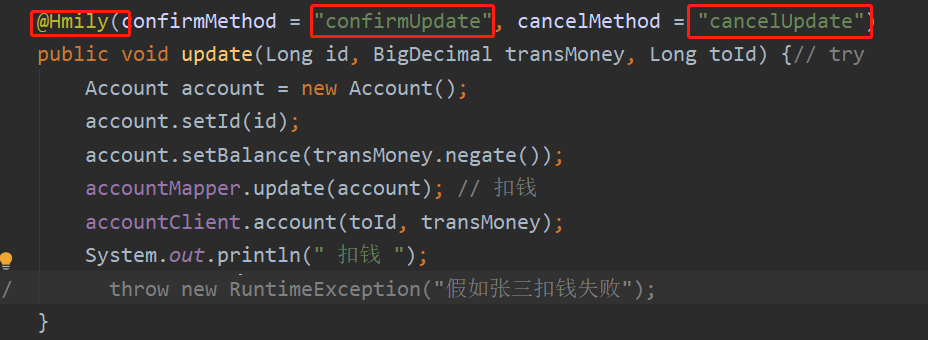 @Hmily(confirmMethod = "confirmUpdate", cancelMethod = "cancelUpdate")
public void update(Long id, BigDecimal transMoney, Long toId) {// try
Account account = new Account();
account.setId(id);
account.setBalance(transMoney.negate());
accountMapper.update(account); // 扣钱
accountClient.account(toId, transMoney);
System.out.println(" 扣钱 ");
/ throw new RuntimeException("假如张三扣钱失败");
}